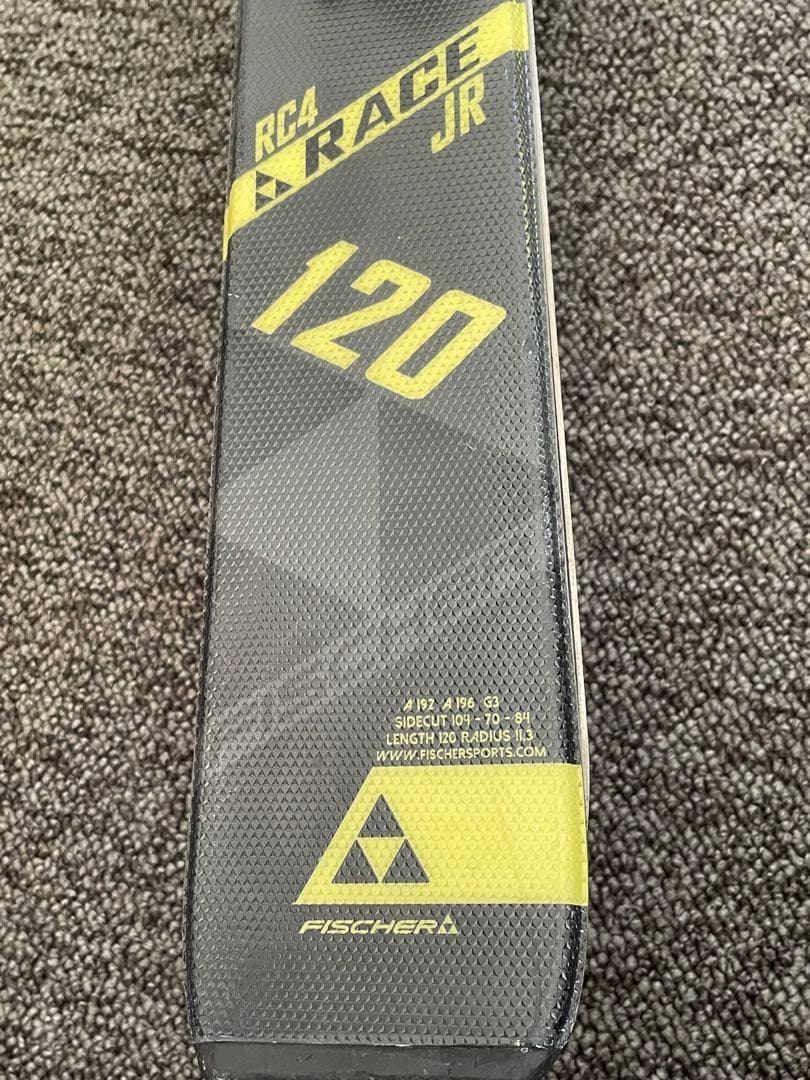 RC4
RACE
JR
120
A192 A196 G3
SIDECUT 104 - 70 - 84
LENGTH 120 RADIUS 11.3
WWW.FISCHERSPORTS.COM
FISCHER